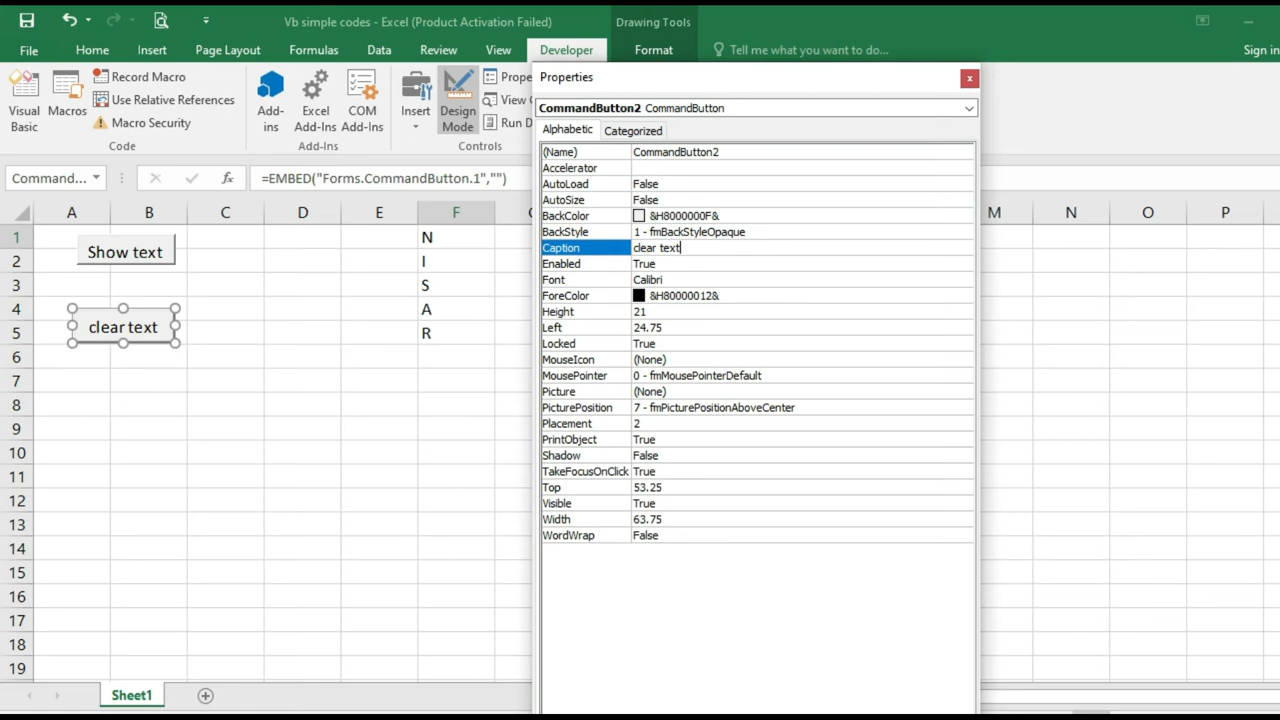 Vb simple codes - Excel (Product Activation Failed)
Drawing Tools
File Home Insert Page Layout Formulas Data Review View Developer Format Tell me what you want to do... Sign in
Visual Basic
Macros
Record Macro
Use Relative References
Macro Security
Code
Add-ins
Excel Add-Ins
COM Add-Ins
Add-Ins
Insert
Design Mode
Prope
View C
Run D
Controls
Properties
CommandButton2 CommandButton
Alphabetic Categorized
(Name) CommandButton2
Accelerator
AutoLoad False
AutoSize False
BackColor &H8000000F&
BackStyle 1 - fmBackStyleOpaque
Caption clear text
Enabled True
Font Calibri
ForeColor &H80000012&
Height 21
Left 24.75
Locked True
MouseIcon (None)
MousePointer 0 - fmMousePointerDefault
Picture (None)
PicturePosition 7 - fmPicturePositionAboveCenter
Placement 2
PrintObject True
Shadow False
TakeFocusOnClick True
Top 53.25
Visible True
Width 63.75
WordWrap False
Command... fx =EMBED("Forms.CommandButton.1","")
A B C D E F M N O P
1 N
Show text
2 I
3 S
4 A
clear text
5 R
6
7
8
9
10
11
12
13
14
15
16
17
18
19
Sheet1